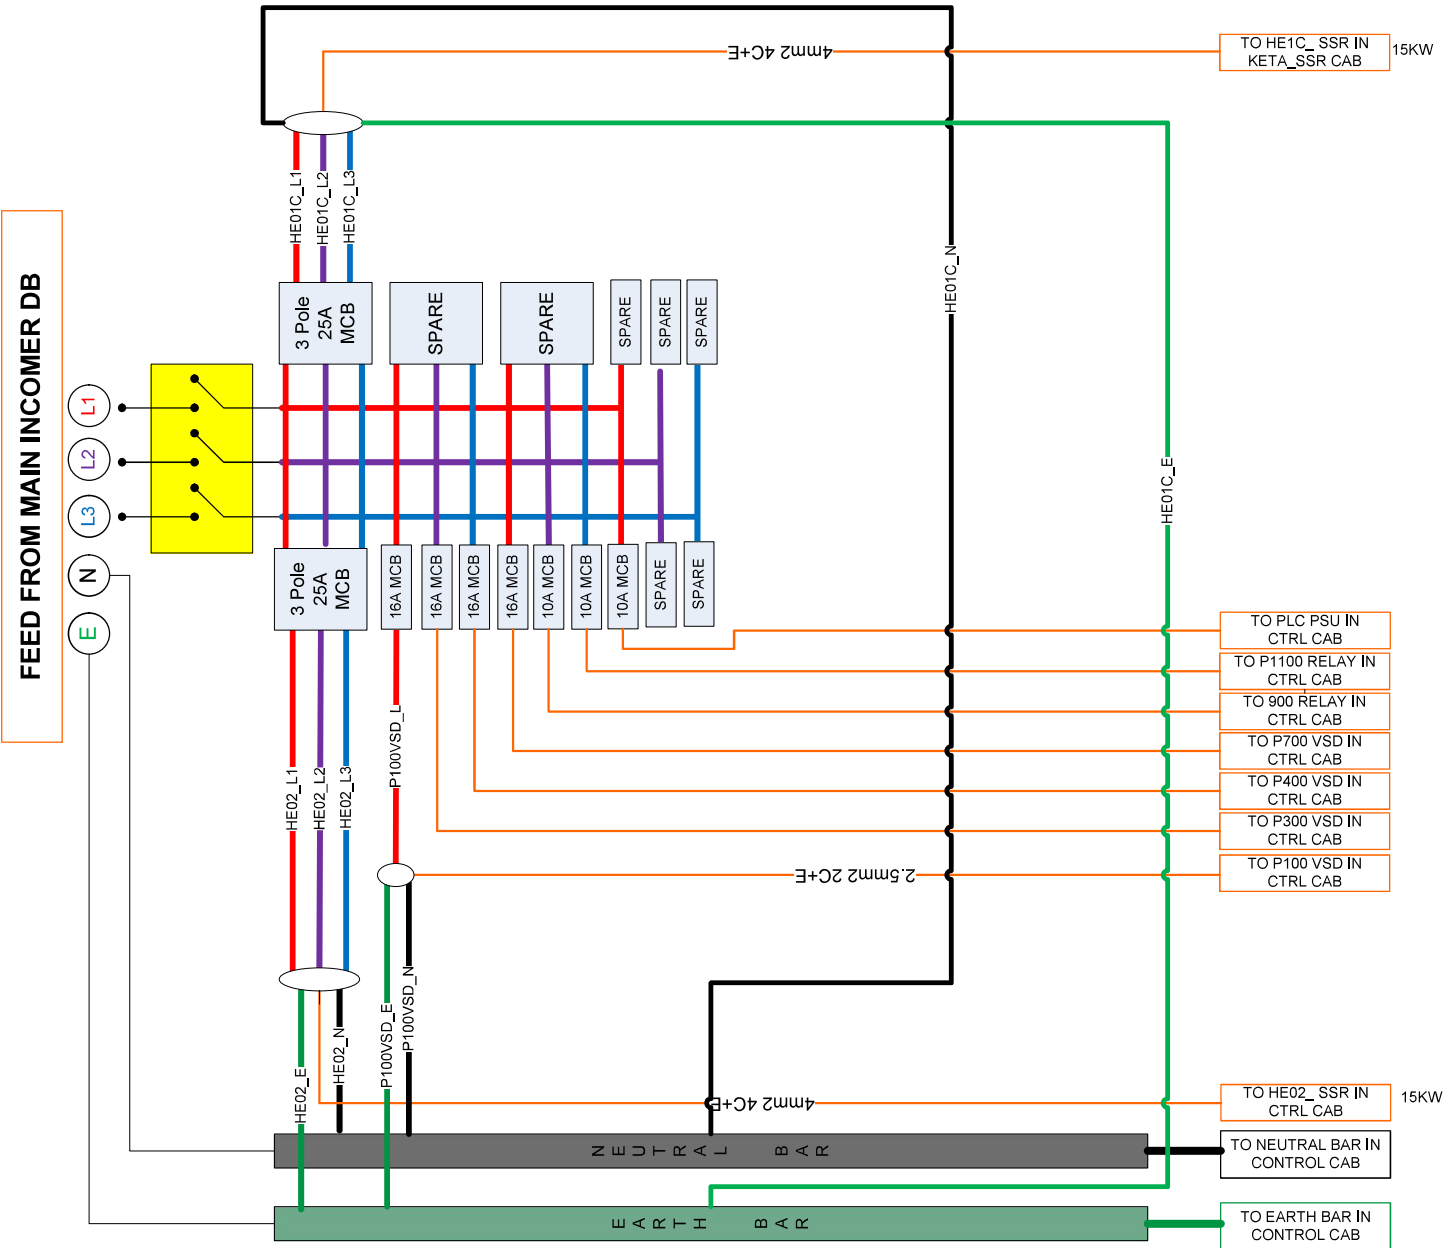 4mm2 4C+E
TO HE1C_ SSR IN
KETA_SSR CAB
15KW
HE01C_L1
HE01C_L2
HE01C_L3
HE01C_N
HE01C_E
FEED FROM MAIN INCOMER DB
L1
L2
L3
N
E
3 Pole
25A
MCB
SPARE
SPARE
SPARE
SPARE
SPARE
3 Pole
25A
MCB
16A MCB
16A MCB
16A MCB
16A MCB
10A MCB
10A MCB
10A MCB
SPARE
SPARE
TO PLC PSU IN
CTRL CAB
TO P1100 RELAY IN
CTRL CAB
TO 900 RELAY IN
CTRL CAB
TO P700 VSD IN
CTRL CAB
TO P400 VSD IN
CTRL CAB
TO P300 VSD IN
CTRL CAB
TO P100 VSD IN
CTRL CAB
HE02_L1
HE02_L2
HE02_L3
P100VSD_L
2.5mm2 2C+E
P100VSD_E
P100VSD_N
HE02_E
HE02_N
4mm2 4C+E
TO HE02_ SSR IN
CTRL CAB
15KW
NEUTRAL BAR
TO NEUTRAL BAR IN
CONTROL CAB
EARTH BAR
TO EARTH BAR IN
CONTROL CAB